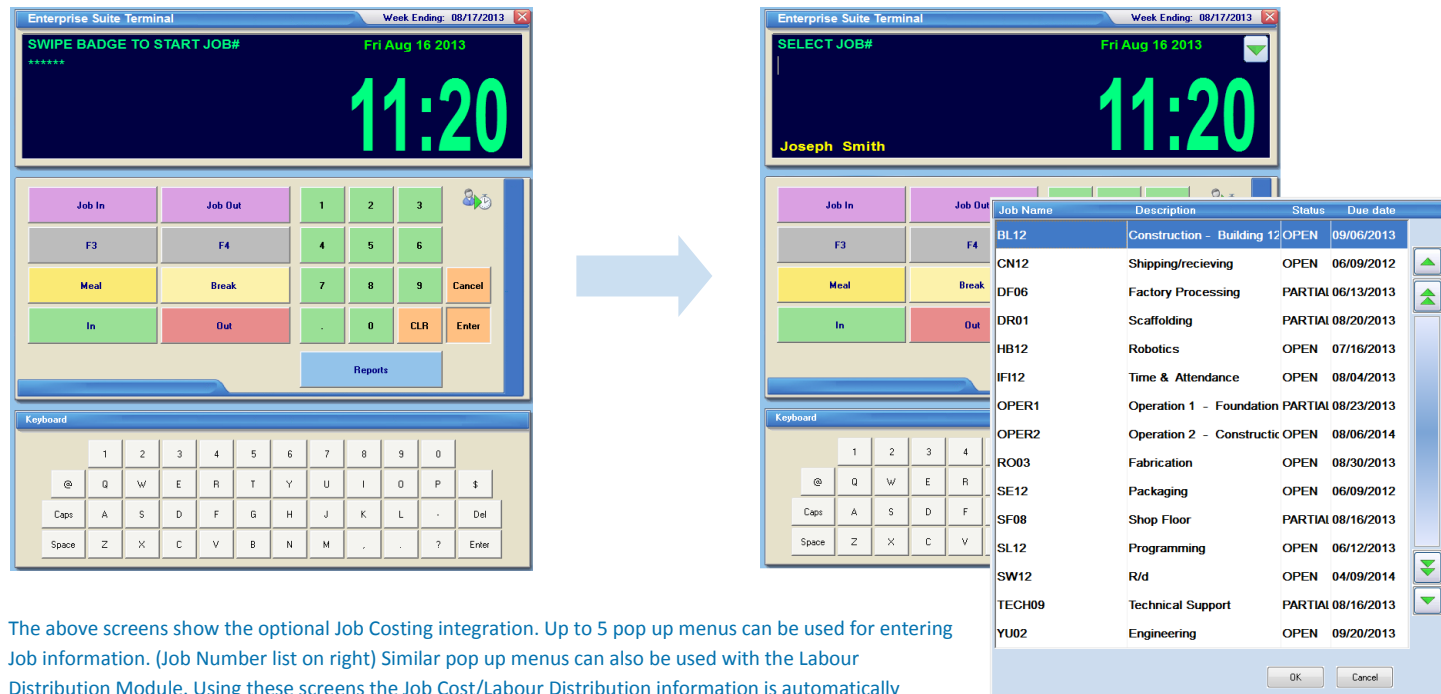 Enterprise Suite Terminal Week Ending: 08/17/2013
SWIPE BADGE TO START JOB# Fri Aug 16 2013
******
11:20
Job In Job Out 1 2 3
F3 F4 4 5 6
Meal Break 7 8 9 Cancel
In Out . 0 CLR Enter
Reports
Keyboard
1 2 3 4 5 6 7 8 9 0
@ Q W E R T Y U I O P $
Caps A S D F G H J K L - Del
Space Z X C V B N M , . ? Enter
Enterprise Suite Terminal Week Ending: 08/17/2013
SELECT JOB# Fri Aug 16 2013
11:20
Joseph Smith
Job In Job Out
F3 F4
Meal Break
In Out
Keyboard
1 2 3 4
@ Q W E R
Caps A S D F
Space Z X C V
Job Name Description Status Due date
BL12 Construction - Building 12 OPEN 09/06/2013
CN12 Shipping/recieving OPEN 06/09/2012
DF06 Factory Processing PARTIAL 06/13/2013
DR01 Scaffolding PARTIAL 08/20/2013
HB12 Robotics OPEN 07/16/2013
IFI12 Time & Attendance OPEN 08/04/2013
OPER1 Operation 1 - Foundation PARTIAL 08/23/2013
OPER2 Operation 2 - Constructic OPEN 08/06/2014
RO03 Fabrication OPEN 08/30/2013
SE12 Packaging OPEN 06/09/2012
SF08 Shop Floor PARTIAL 08/16/2013
SL12 Programming OPEN 06/12/2013
SW12 R/d OPEN 04/09/2014
TECH09 Technical Support PARTIAL 08/16/2013
YU02 Engineering OPEN 09/20/2013
OK Cancel
The above screens show the optional Job Costing integration. Up to 5 pop up menus can be used for entering
Job information. (Job Number list on right) Similar pop up menus can also be used with the Labour
Distribution Module. Using these screens the Job Cost/Labour Distribution information is automatically